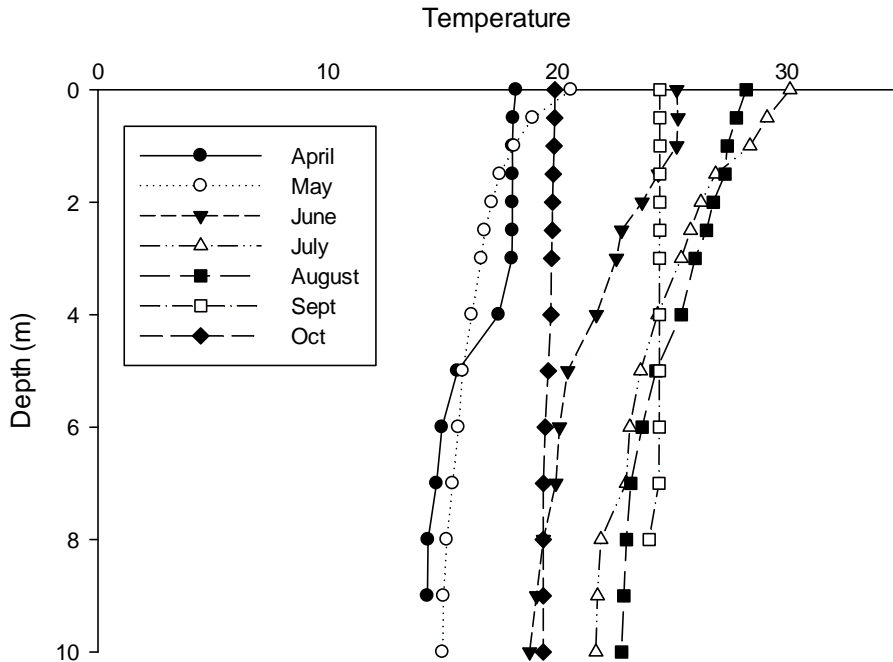 Temperature
0 10 20 30
0
2
4
6
8
10
Depth (m)
April
May
June
July
August
Sept
Oct